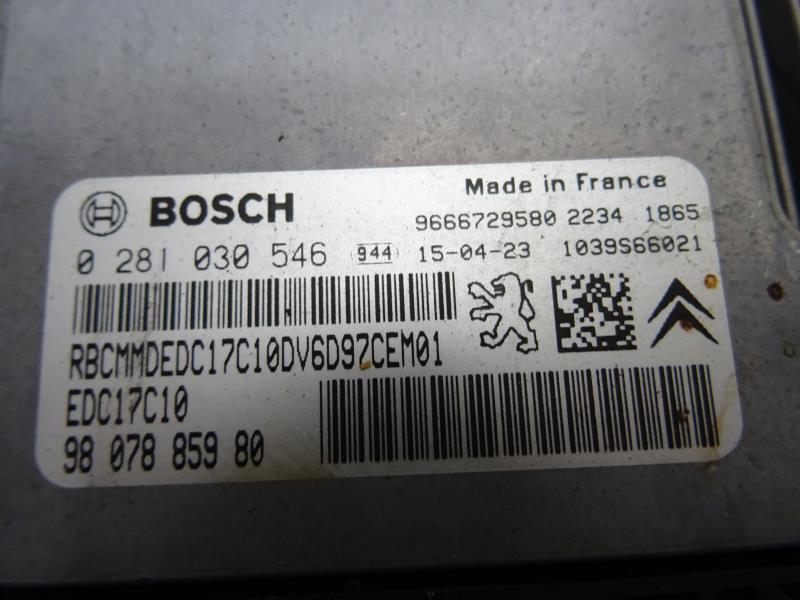 BOSCH
Made in France
9666729580 2234 1865
0 281 030 546 944 15-04-23 1039S66021
RBCMMDEDC17C10DV6D97CEM01
EDC17C10
98 078 859 80